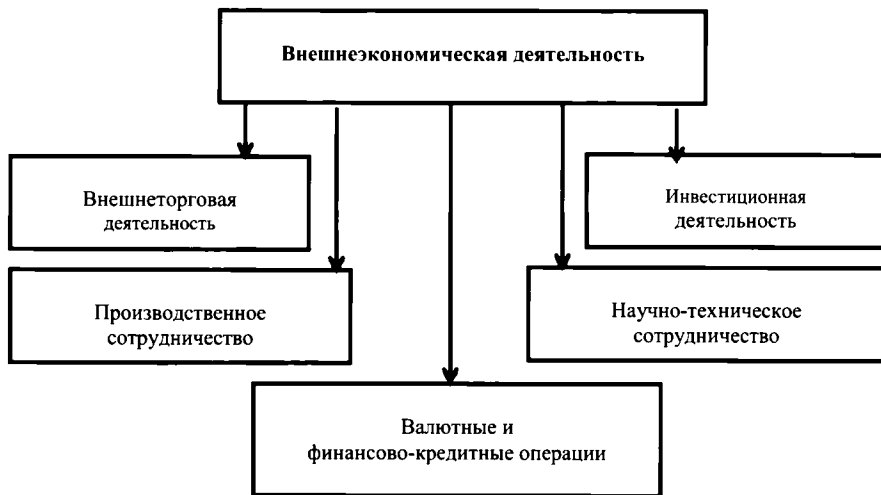 Внешнеэкономическая деятельность
Внешнеторговая
деятельность
Инвестиционная
деятельность
Производственное
сотрудничество
Научно-техническое
сотрудничество
Валютные и
финансово-кредитные операции